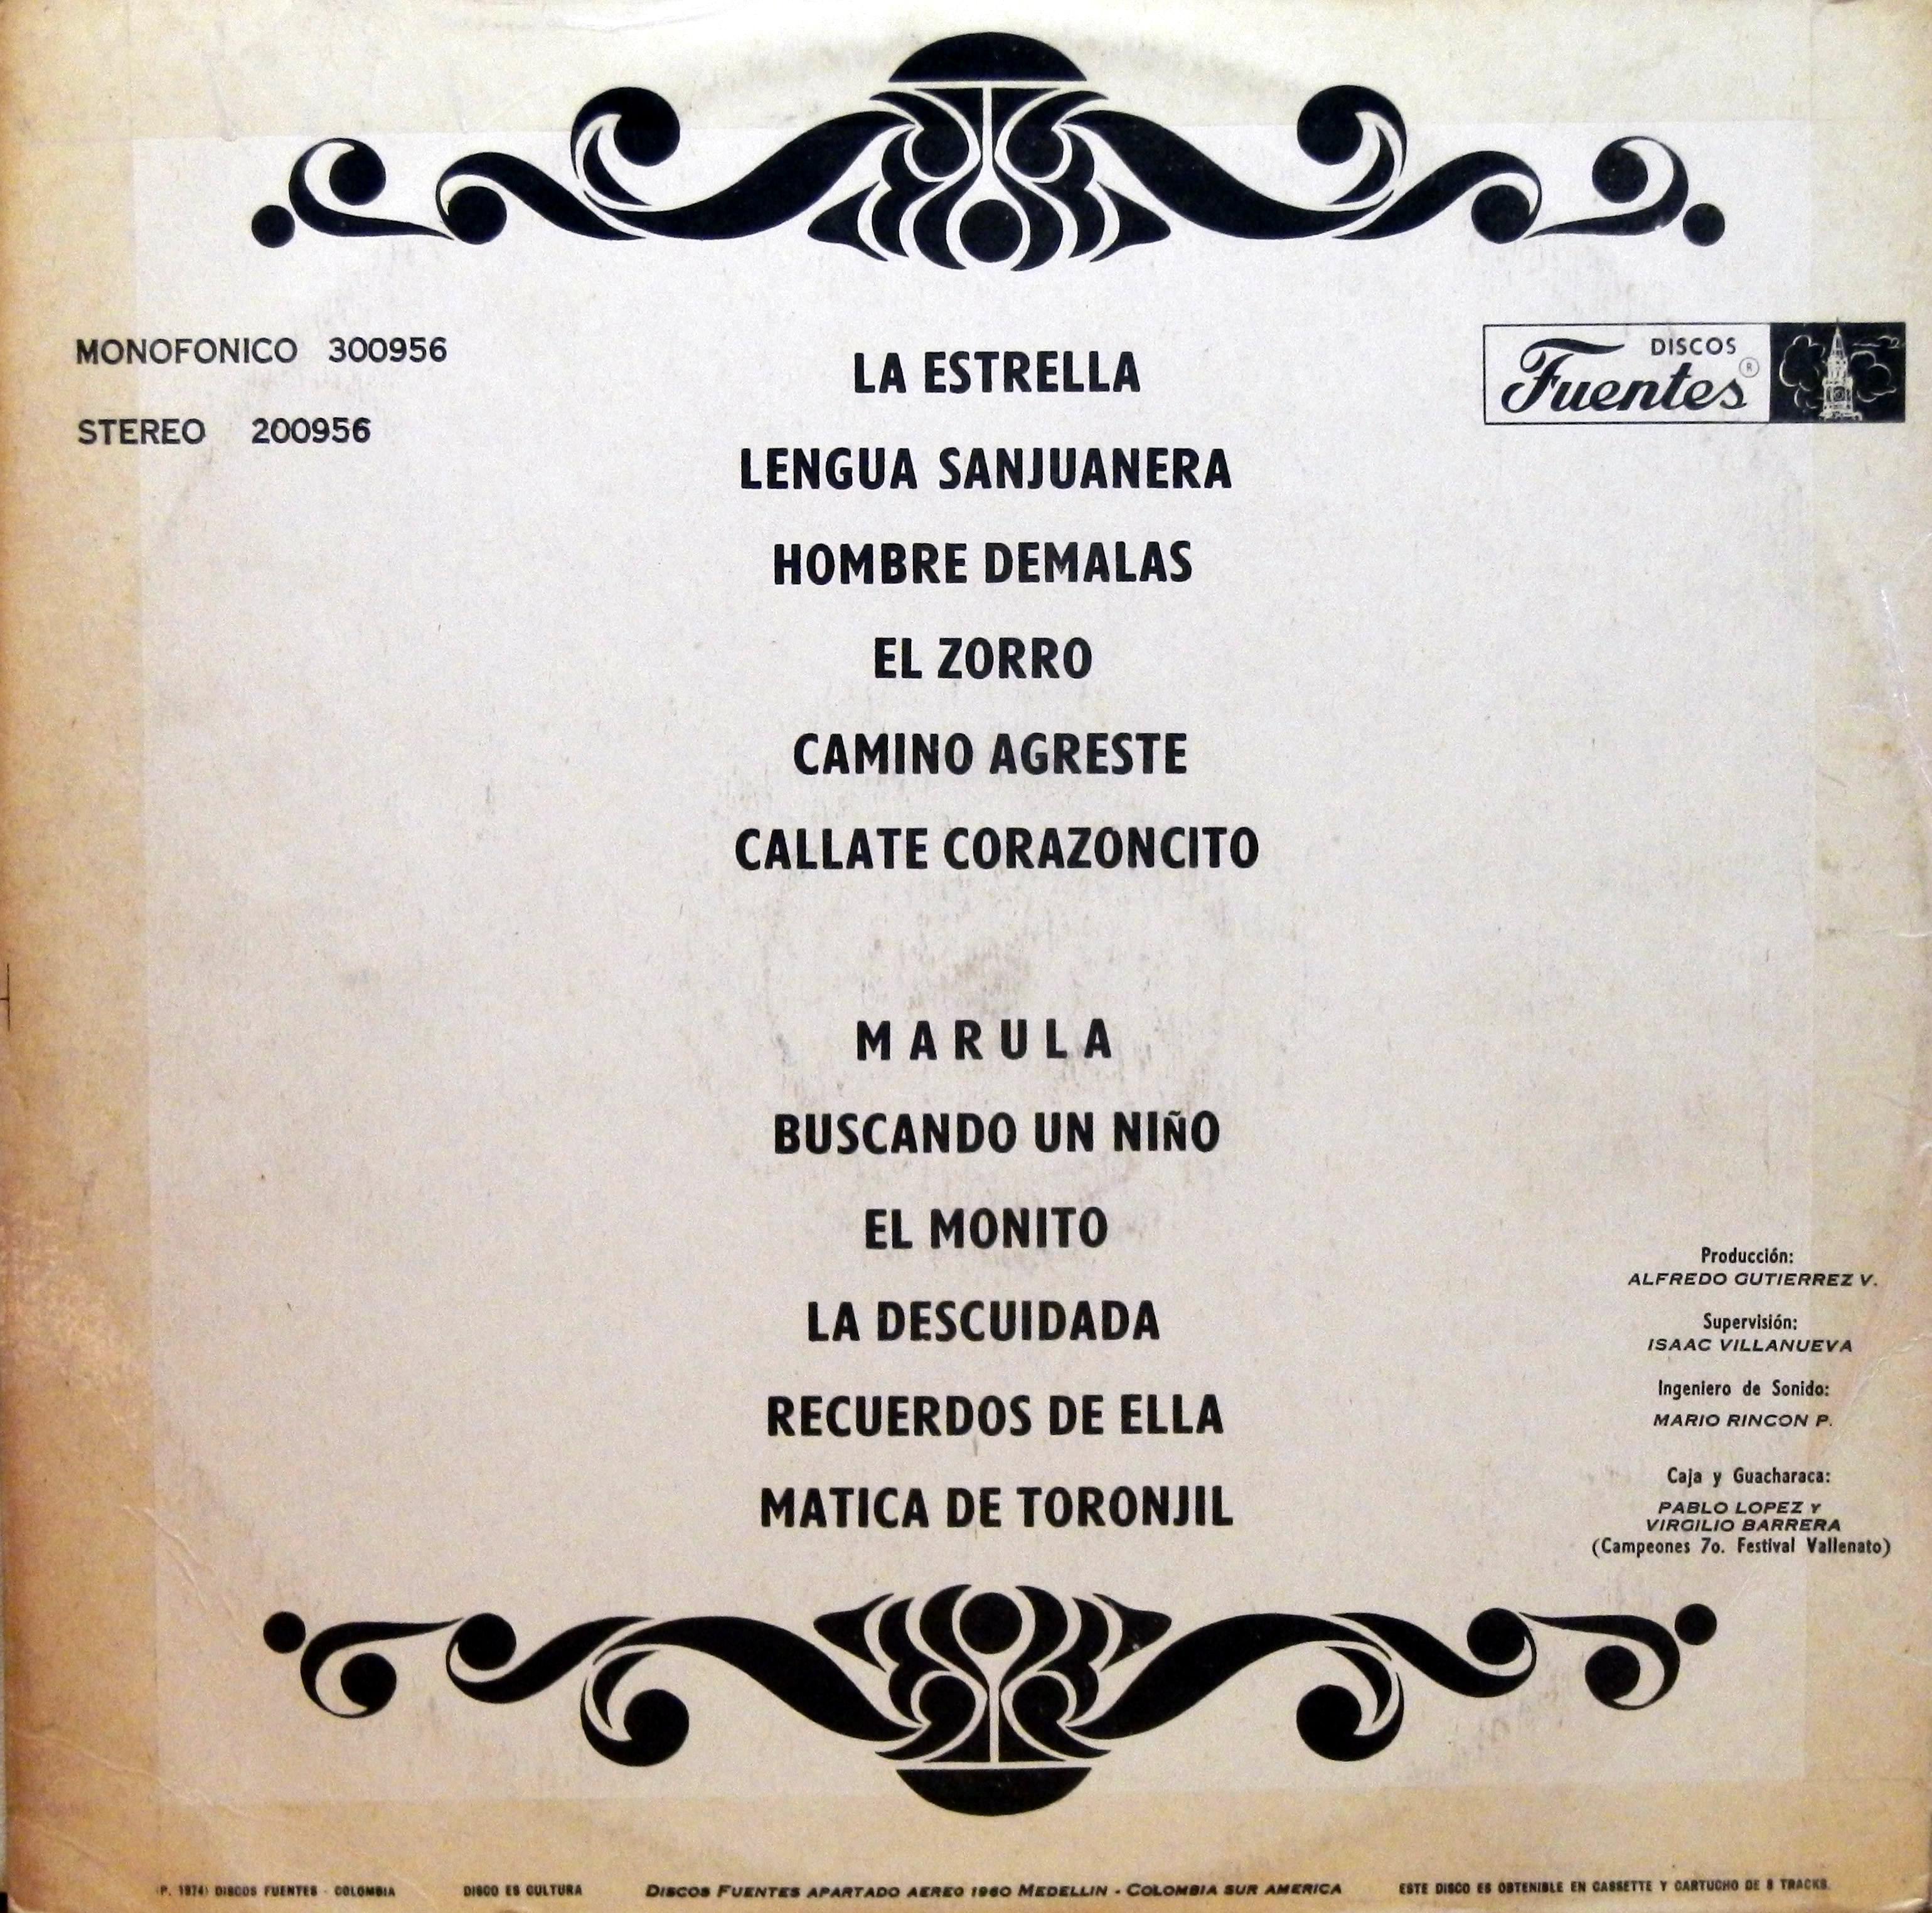 MONOFONICO 300956
STEREO 200956
DISCOS
Fuentes ®
LA ESTRELLA
LENGUA SANJUANERA
HOMBRE DEMALAS
EL ZORRO
CAMINO AGRESTE
CALLATE CORAZONCITO
MARULA
BUSCANDO UN NIÑO
EL MONITO
LA DESCUIDADA
RECUERDOS DE ELLA
MATICA DE TORONJIL
Producción:
ALFREDO GUTIERREZ V.
Supervisión:
ISAAC VILLANUEVA
Ingeniero de Sonido:
MARIO RINCON P.
Caja y Guacharaca:
PABLO LOPEZ Y
VIRGILIO BARRERA
(Campeones 7o. Festival Vallenato)
(P. 1974) DISCOS FUENTES - COLOMBIA DISCO ES CULTURA DISCOS FUENTES APARTADO AEREO 1960 MEDELLIN - COLOMBIA SUR AMERICA ESTE DISCO ES OBTENIBLE EN CASSETTE Y CARTUCHO DE 8 TRACKS.